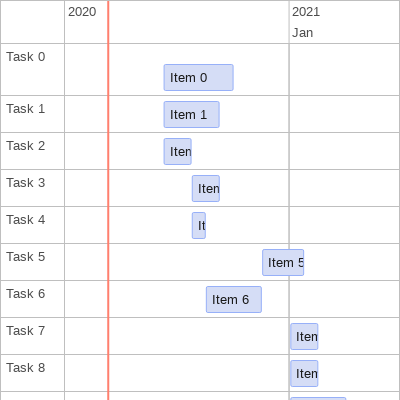 2020
2021
Jan
Task 0
Item 0
Task 1
Item 1
Task 2
Iten
Task 3
Iten
Task 4
It
Task 5
Item 5
Task 6
Item 6
Task 7
Iten
Task 8
Iten